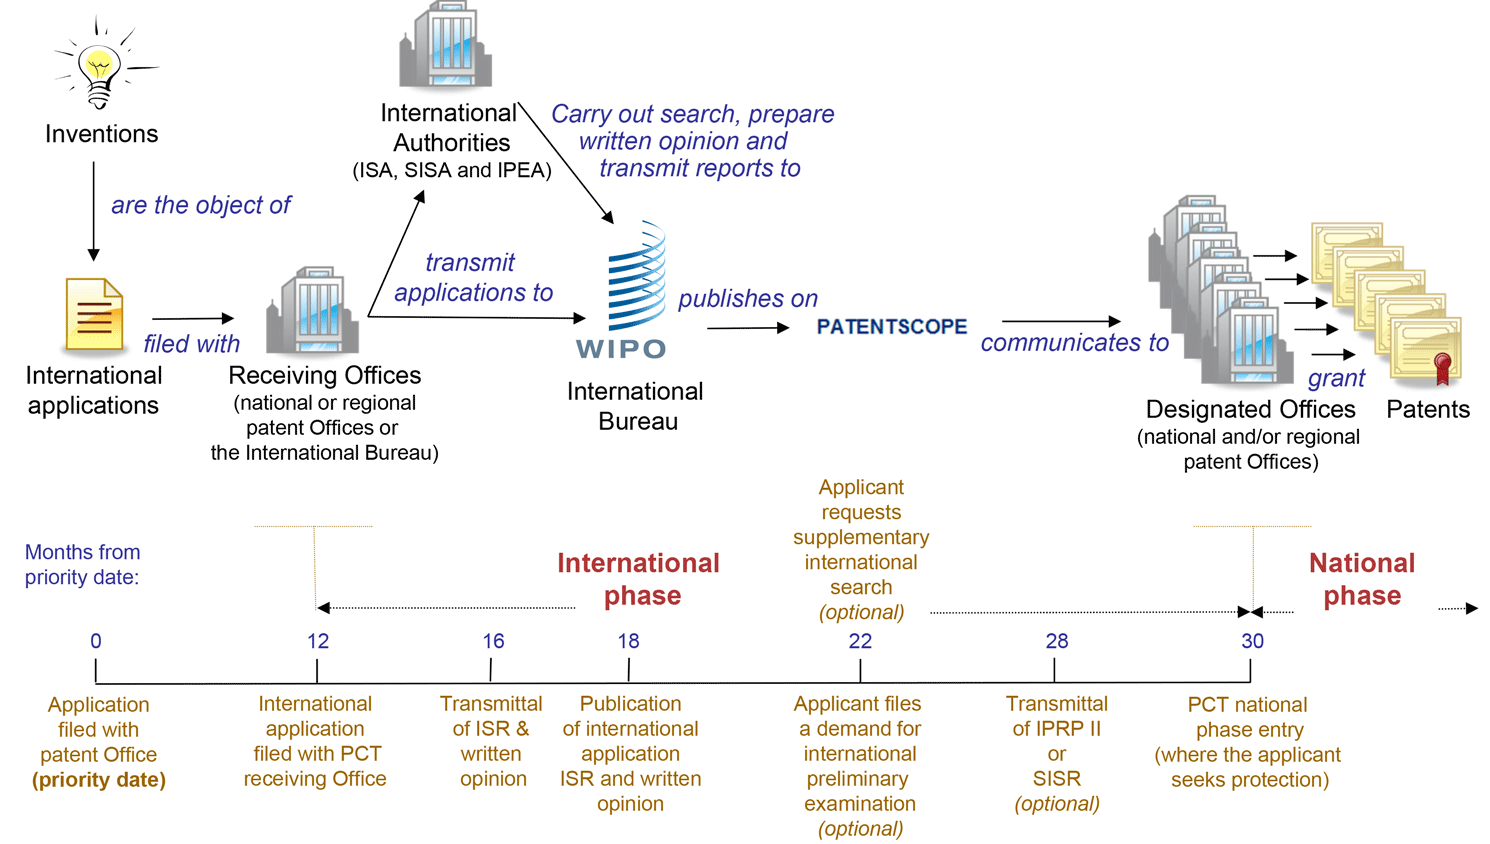 Inventions
are the object of
International
applications
filed with
Receiving Offices
(national or regional
patent Offices or
the International Bureau)
International
Authorities
(ISA, SISA and IPEA)
Carry out search, prepare
written opinion and
transmit reports to
transmit
applications to
WIPO
International
Bureau
publishes on
PATENTSCOPE
communicates to
Designated Offices
(national and/or regional
patent Offices)
grant
Patents
Months from
priority date:
International
phase
Applicant
requests
supplementary
international
search
(optional)
National
phase
0
12
16
18
22
28
30
Application
filed with
patent Office
(priority date)
International
application
filed with PCT
receiving Office
Transmittal
of ISR &
written
opinion
Publication
of international
application
ISR and written
opinion
Applicant files
a demand for
international
preliminary
examination
(optional)
Transmittal
of IPRP II
or
SISR
(optional)
PCT national
phase entry
(where the applicant
seeks protection)